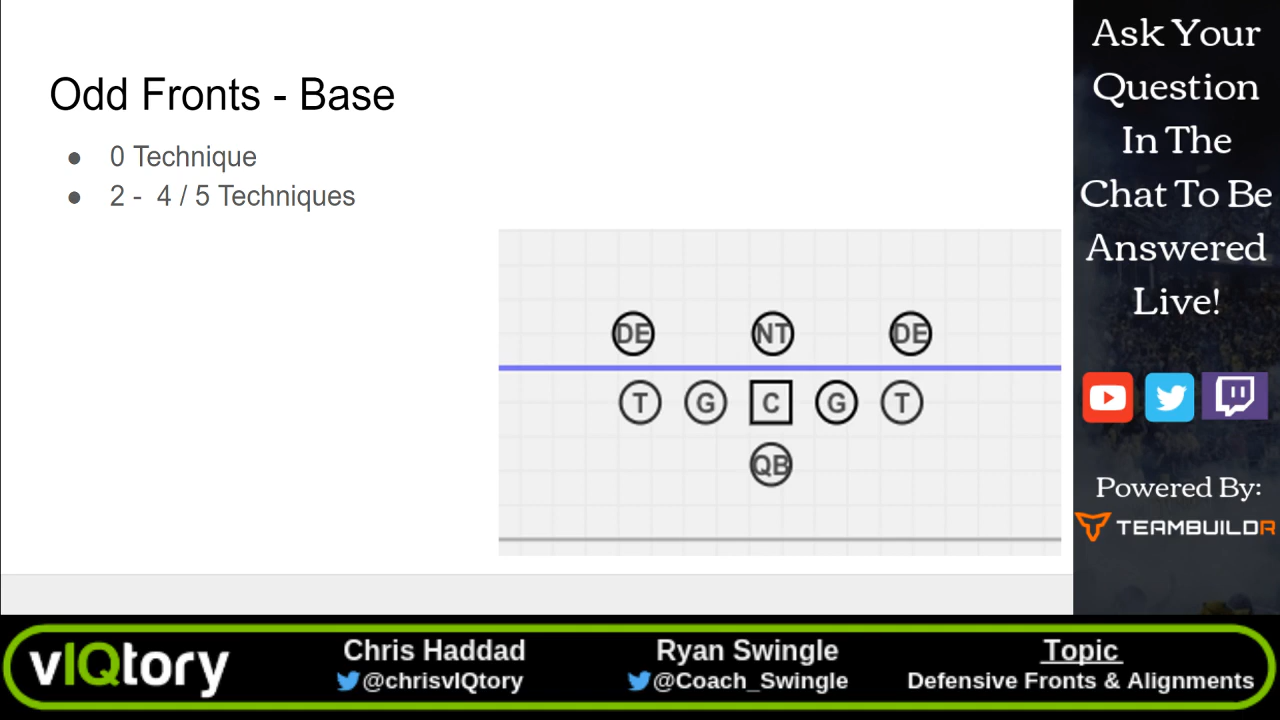 Odd Fronts - Base
● 0 Technique
● 2 - 4 / 5 Techniques
DE NT DE
T G C G T
QB
Ask Your
Question
In The
Chat To Be
Answered
Live!
Powered By:
TEAMBUILDR
vIQtory
Chris Haddad
@chrisvIQtory
Ryan Swingle
@Coach_Swingle
Topic
Defensive Fronts & Alignments